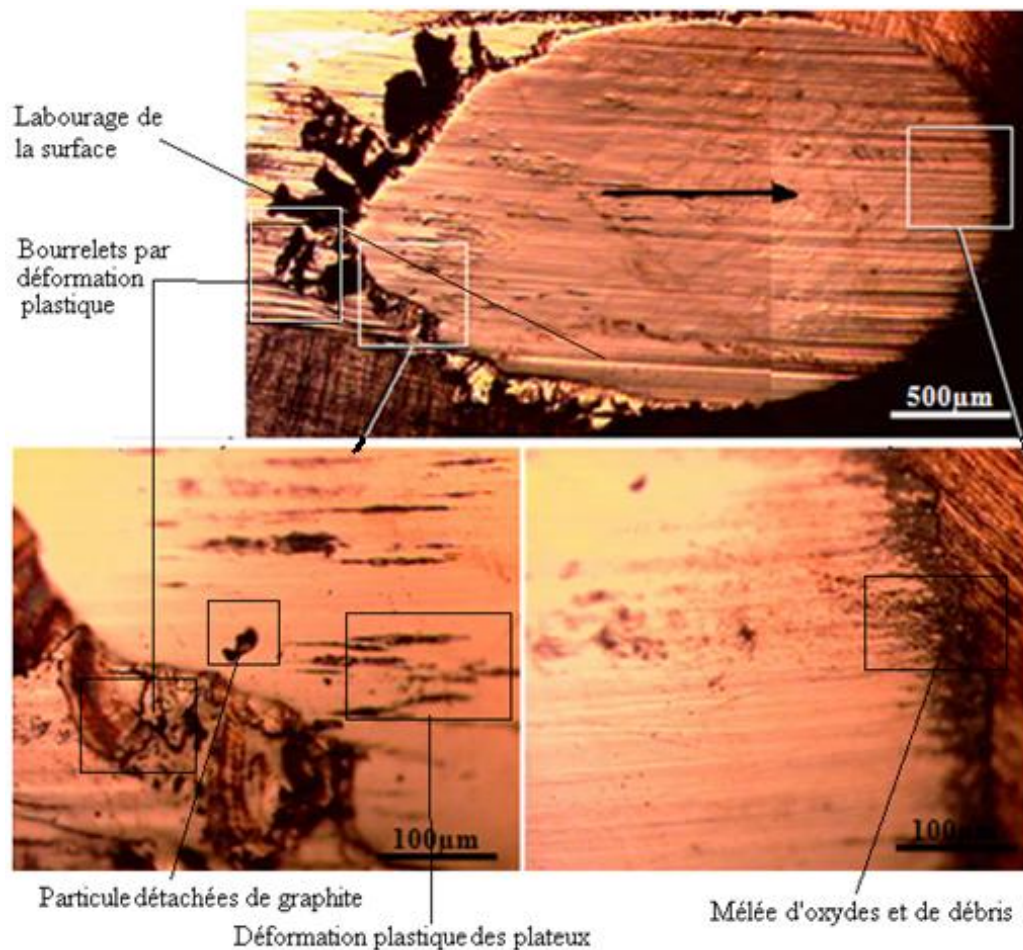 Labourage de
la surface
Bourrelets par
déformation
plastique
500µm
100µm
100µm
Particule détachées de graphite
Déformation plastique des plateux
Mélée d'oxydes et de débris